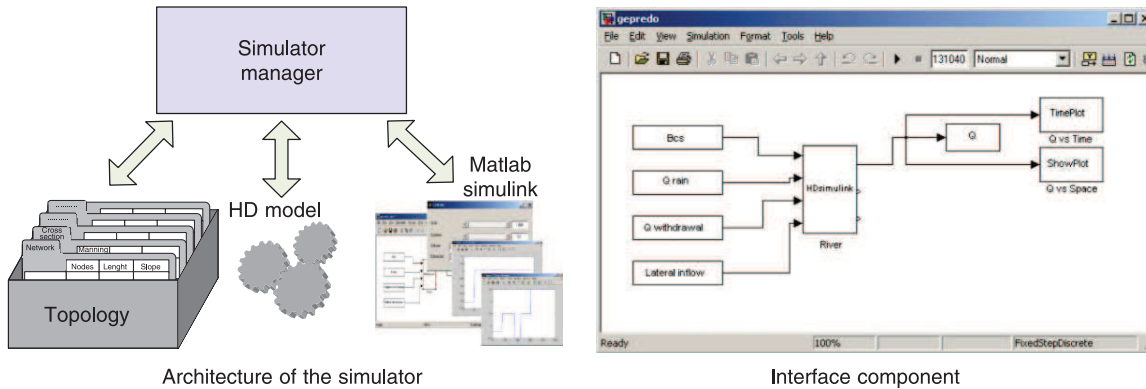 Simulator
manager
Matlab
simulink
HD model
Cross
section
Network
Manning
Nodes Lenght Slope
Topology
Architecture of the simulator
gepredo
File Edit View Simulation Format Tools Help
131040 Normal
Bcs
Q rain
Q withdrawal
Lateral inflow
HDsimulink
River
Q
TimePlot
Q vs Time
ShowPlot
Q vs Space
Ready 100% FixedStepDiscrete
Interface component